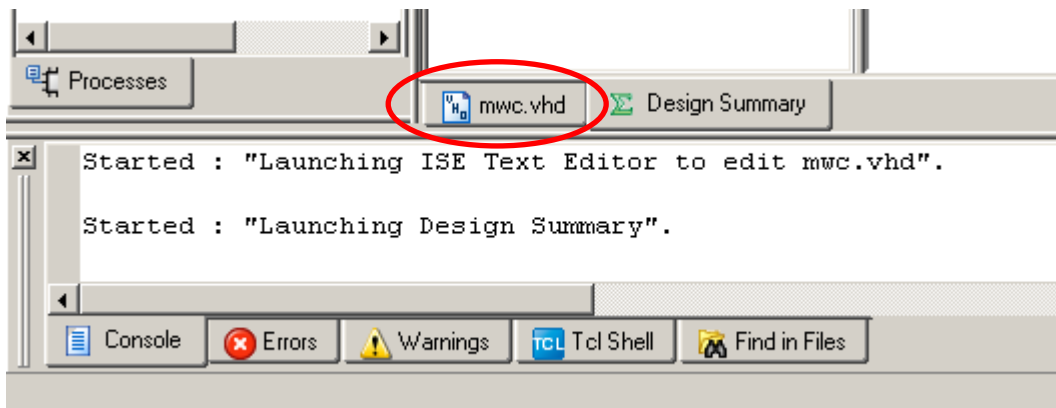 Processes
mwc.vhd
Design Summary
Started : "Launching ISE Text Editor to edit mwc.vhd".
Started : "Launching Design Summary".
Console
Errors
Warnings
TCL
Tcl Shell
Find in Files